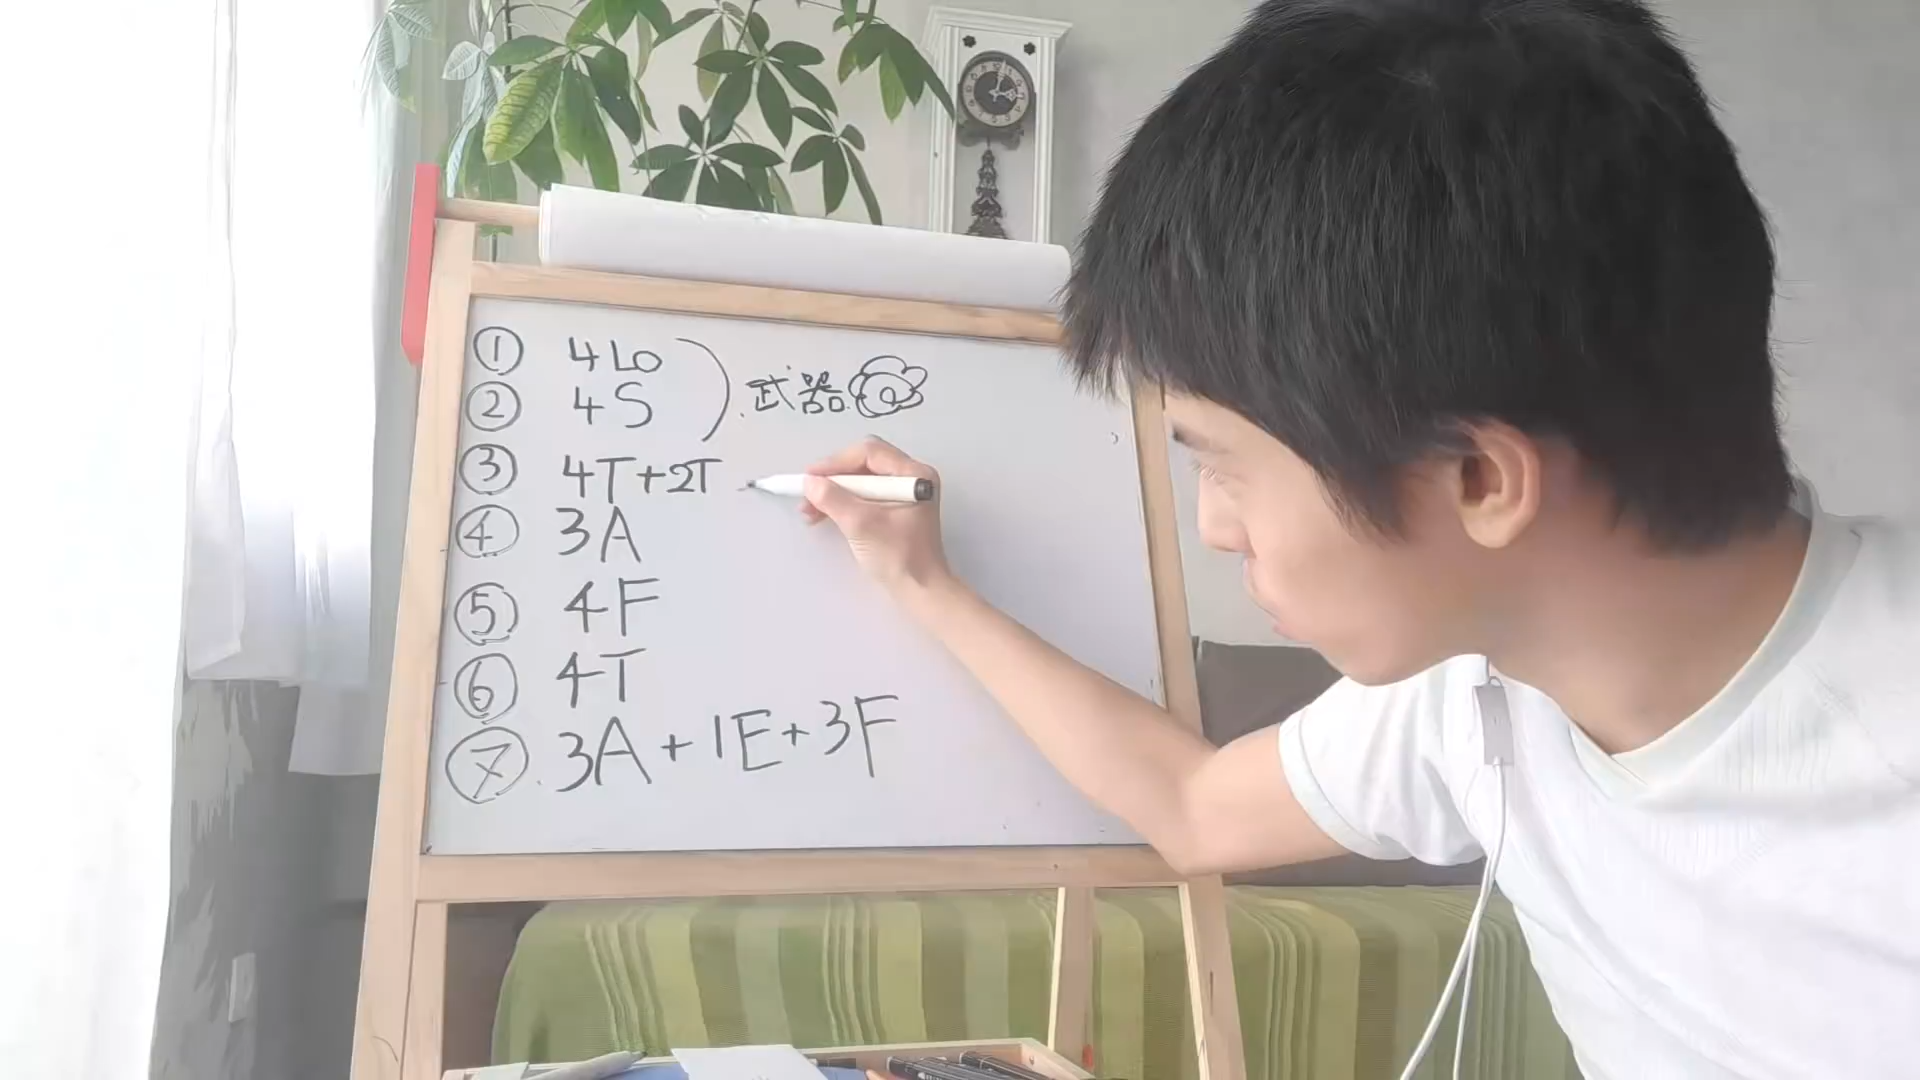 ① 4Lo
② 4S
武器
③ 4T+2T
④ 3A
⑤ 4F
⑥ 4T
⑦ 3A+1E+3F